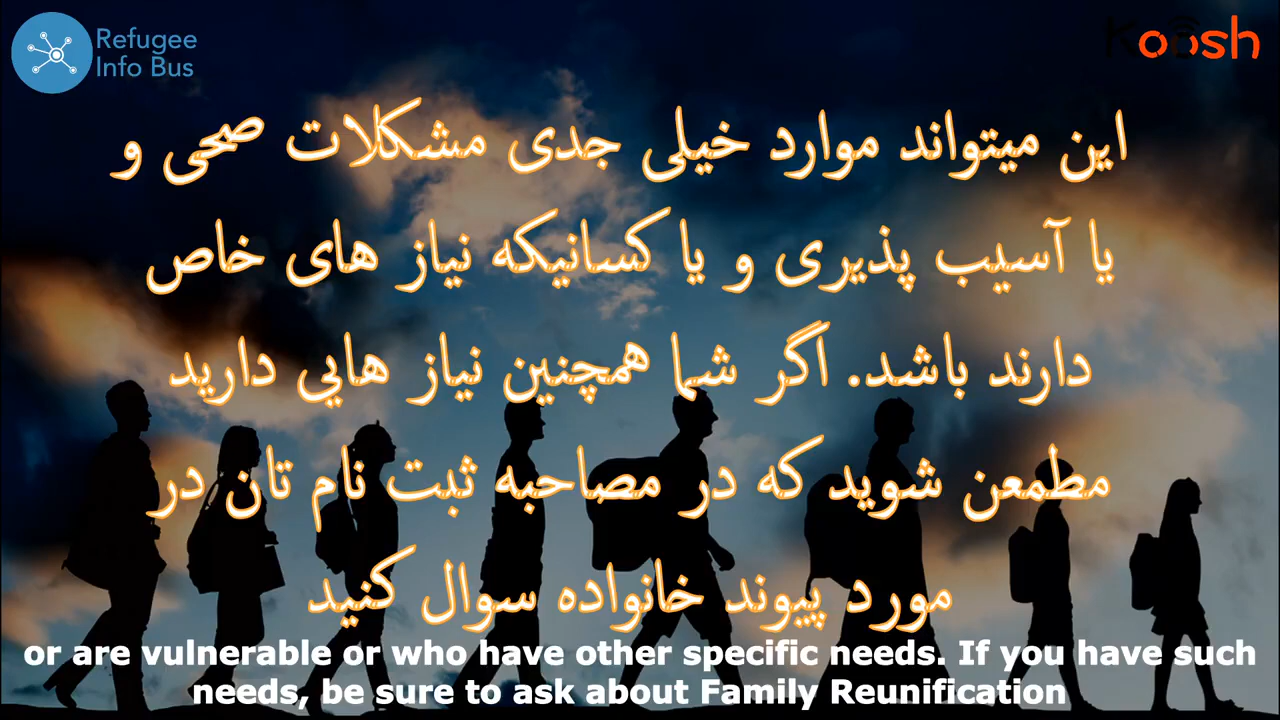 Refugee
Info Bus
Koosh
این میتواند موارد خیلی جدی مشکلات صحی و
یا آسیب پذیری و یا کسانیکه نیاز های خاص
دارند باشد. اگر شما همچنین نیاز هایی دارید
مطمعن شوید که در مصاحبه ثبت نام تان در
مورد پیوند خانواده سوال کنید
or are vulnerable or who have other specific needs. If you have such
needs, be sure to ask about Family Reunification